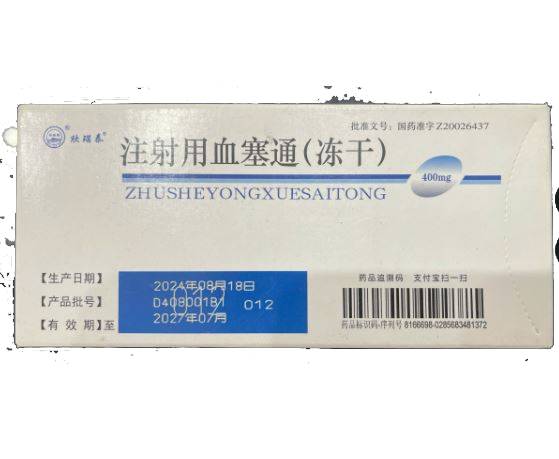 批准文号：国药准字Z20026437
注射用血塞通（冻干）
400mg
ZHUSHEYONGXUESAITONG
【生产日期】 2024年08月18日
【产品批号】 D40800181 012
【有 效 期】至 2027年07月
药品追溯码 支付宝扫一扫
药品标识码-序列号 8166698-0285683481372